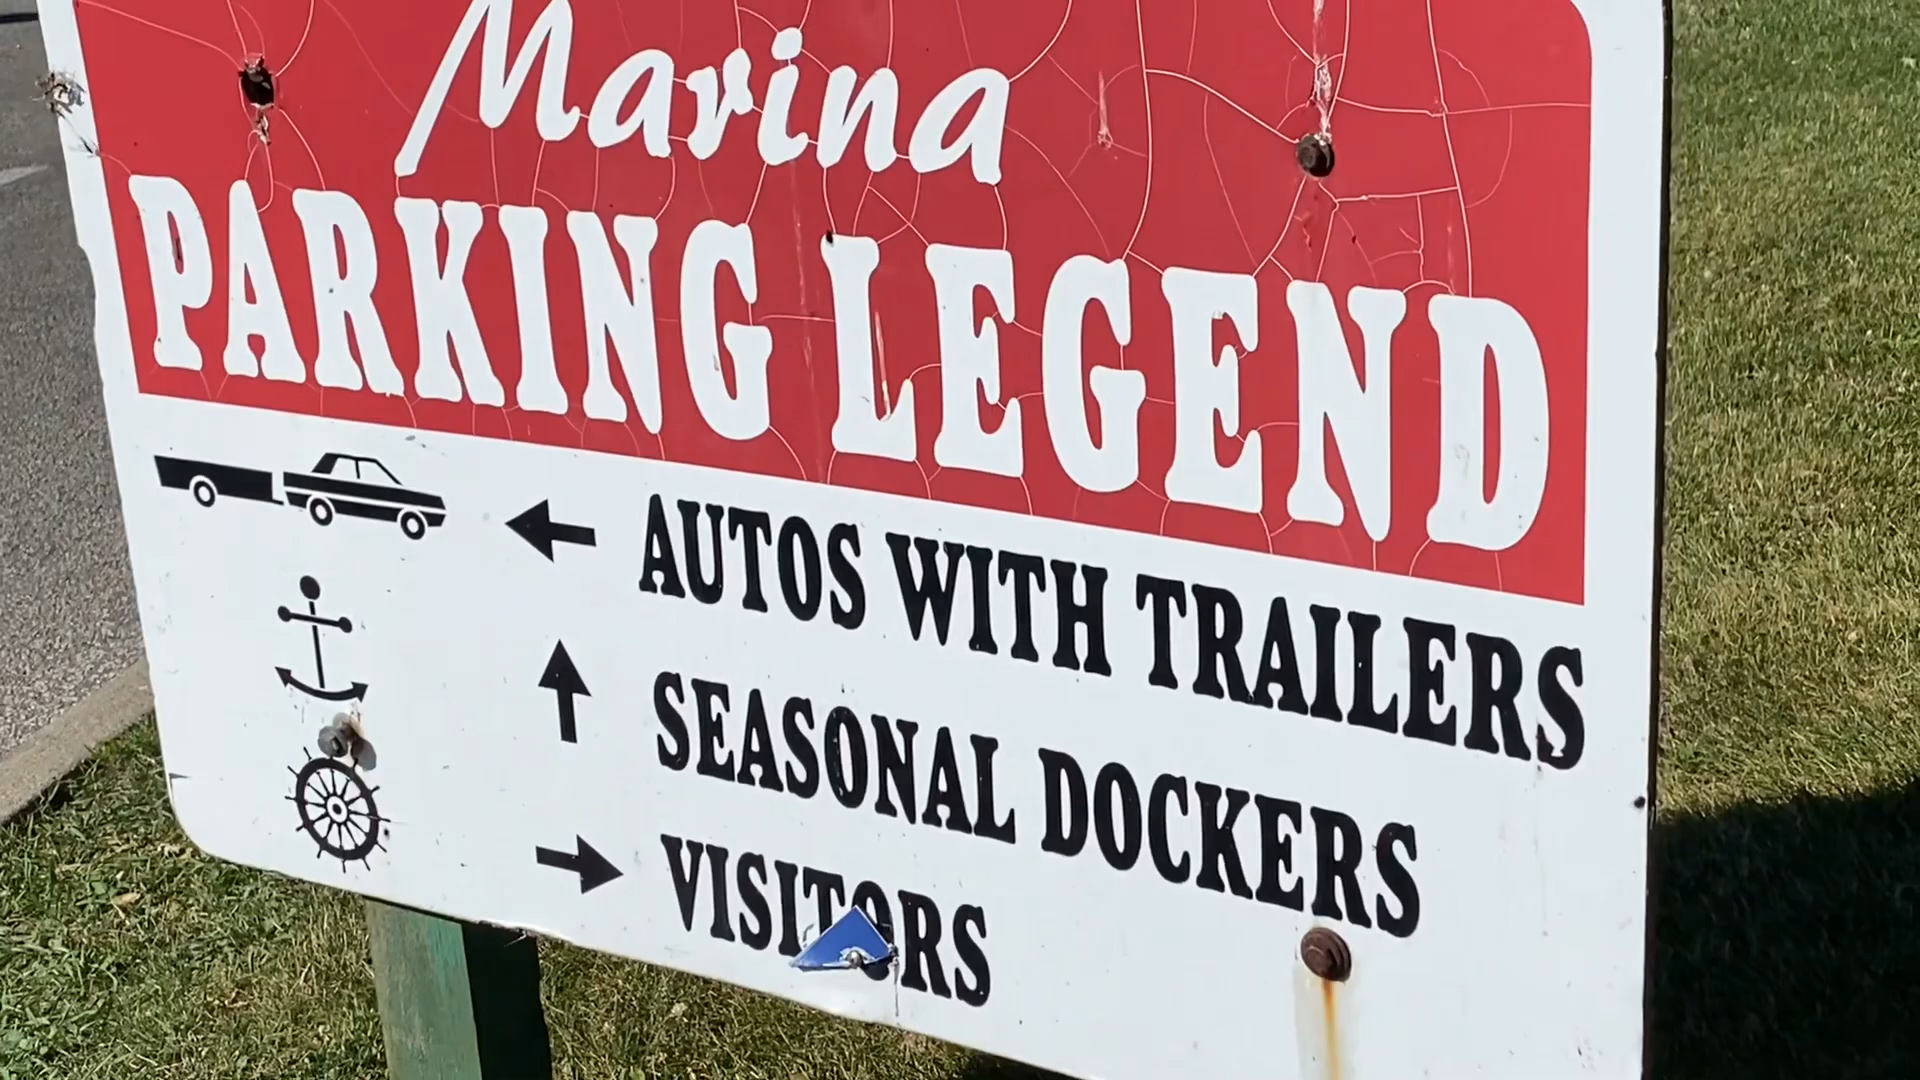 Marina
PARKING LEGEND
AUTOS WITH TRAILERS
SEASONAL DOCKERS
VISITORS